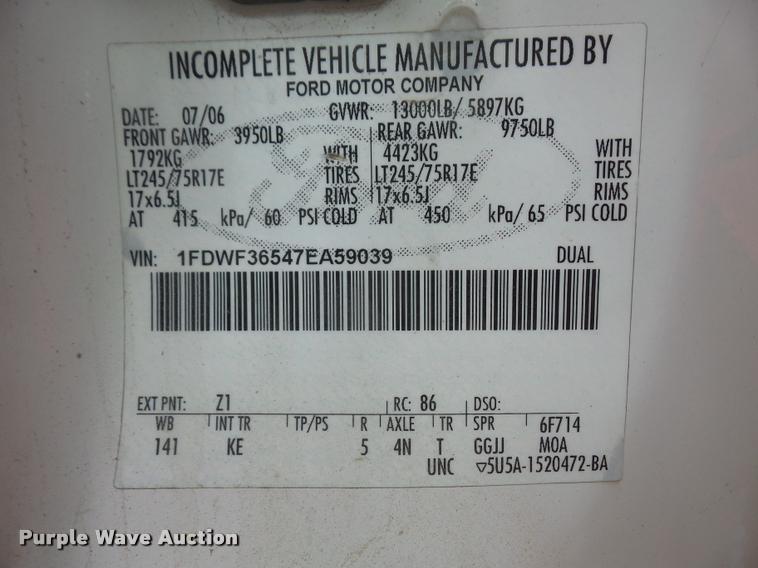 INCOMPLETE VEHICLE MANUFACTURED BY
FORD MOTOR COMPANY
DATE: 07/06 GVWR: 13000LB/ 5897KG
FRONT GAWR: 3950LB REAR GAWR: 9750LB
1792KG WITH 4423KG WITH
LT245/75R17E TIRES LT245/75R17E TIRES
17x6.5J RIMS 17x6.5J RIMS
AT 415 kPa/ 60 PSI COLD AT 450 kPa/ 65 PSI COLD
VIN: 1FDWF36547EA59039 DUAL
EXT PNT: Z1 RC: 86 DSO:
WB INT TR TP/PS R AXLE TR SPR 6F714
141 KE 5 4N T GGJJ MOA
UNC ▽5U5A-1520472-BA
Purple Wave Auction